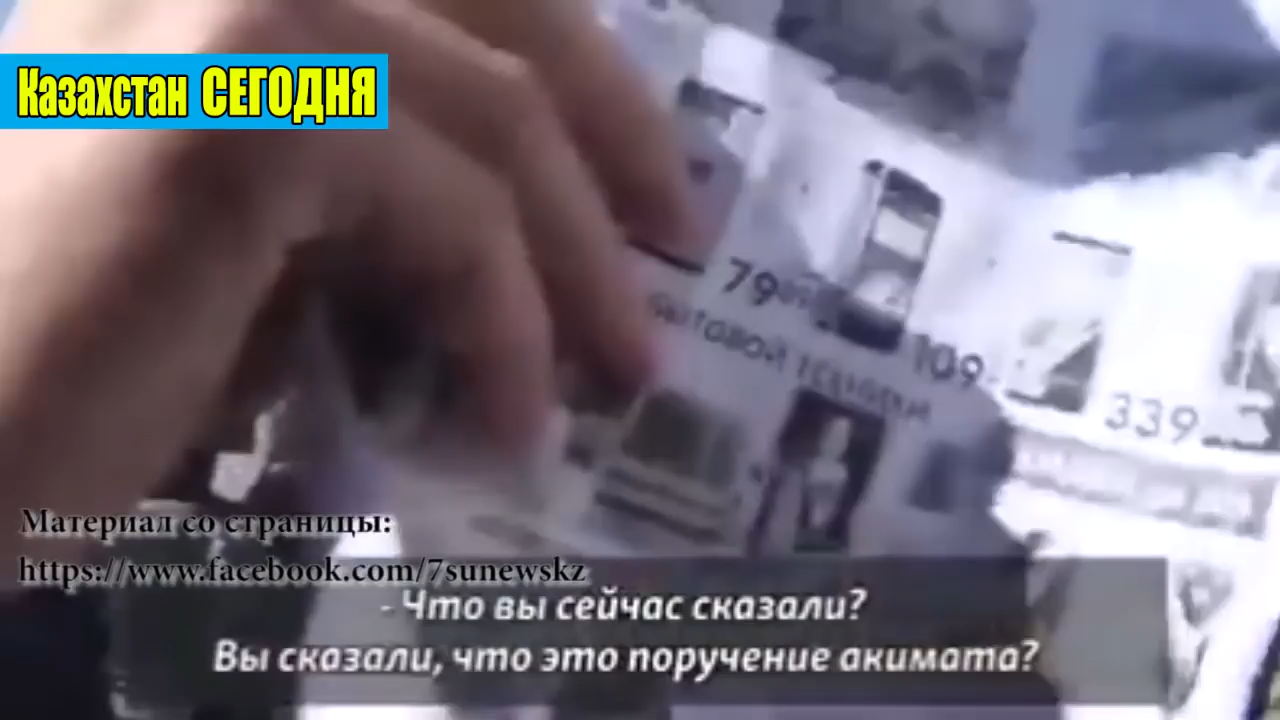 Казахстан СЕГОДНЯ
79
109
бытовой техники
339
Материал со страницы:
https://www.facebook.com/7sunewskz
- Что вы сейчас сказали?
Вы сказали, что это поручение акимата?